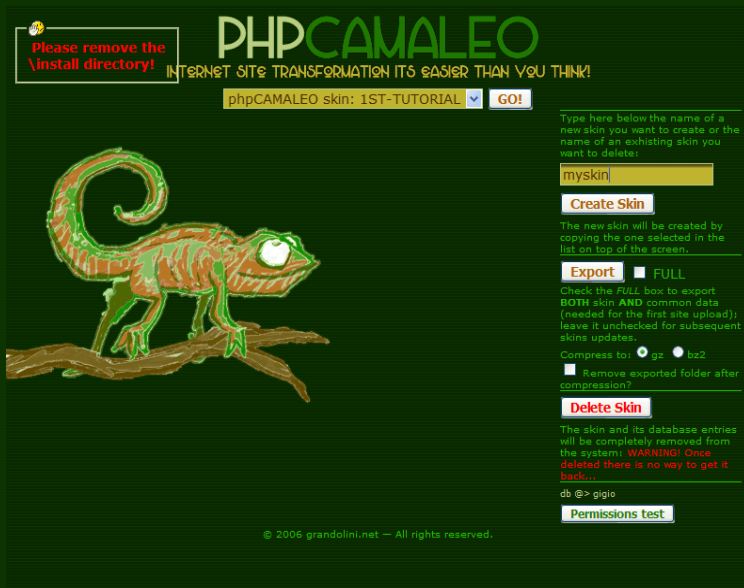 PHPCAMALEO
Please remove the
\install directory!
INTERNET SITE TRANSFORMATION ITS EASIER THAN YOU THINK!
phpCAMALEO skin: 1ST-TUTORIAL
GO!
Type here below the name of a
new skin you want to create or the
name of an exhisting skin you
want to delete:
myskin
Create Skin
The new skin will be created by
copying the one selected in the
list on top of the screen.
Export
FULL
Check the FULL box to export
BOTH skin AND common data
(needed for the first site upload);
leave it unchecked for subsequent
skins updates.
Compress to: gz bz2
Remove exported folder after
compression?
Delete Skin
The skin and its database entries
will be completely removed from
the system: WARNING! Once
deleted there is no way to get it
back...
db @> gigio
Permissions test
© 2006 grandolini.net — All rights reserved.